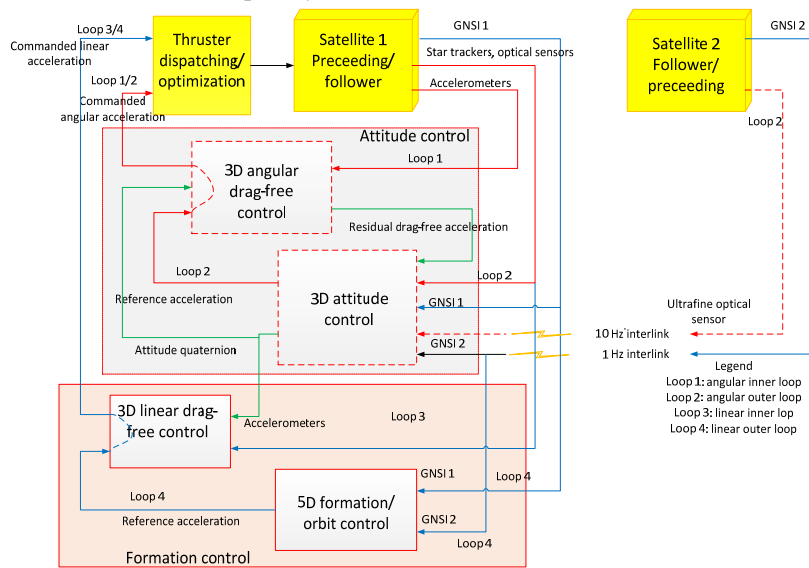 Loop 3/4
Commanded linear
acceleration
Loop 1/2
Commanded
angular acceleration
Thruster
dispatching/
optimization
Satellite 1
Preceeding/
follower
GNSI 1
Star trackers, optical sensors
Accelerometers
Satellite 2
Follower/
preceeding
GNSI 2
Loop 2
Attitude control
3D angular
drag-free
control
Loop 1
Residual drag-free acceleration
Loop 2
Reference acceleration
3D attitude
control
Loop 2
GNSI 1
GNSI 2
Attitude quaternion
Ultrafine optical
sensor
10 Hz interlink
1 Hz interlink
Legend
Loop 1: angular inner loop
Loop 2: angular outer loop
Loop 3: linear inner lop
Loop 4: linear outer loop
3D linear drag-
free control
Accelerometers
Loop 3
Loop 4
Reference acceleration
5D formation/
orbit control
GNSI 1
Loop 4
GNSI 2
Loop 4
Formation control